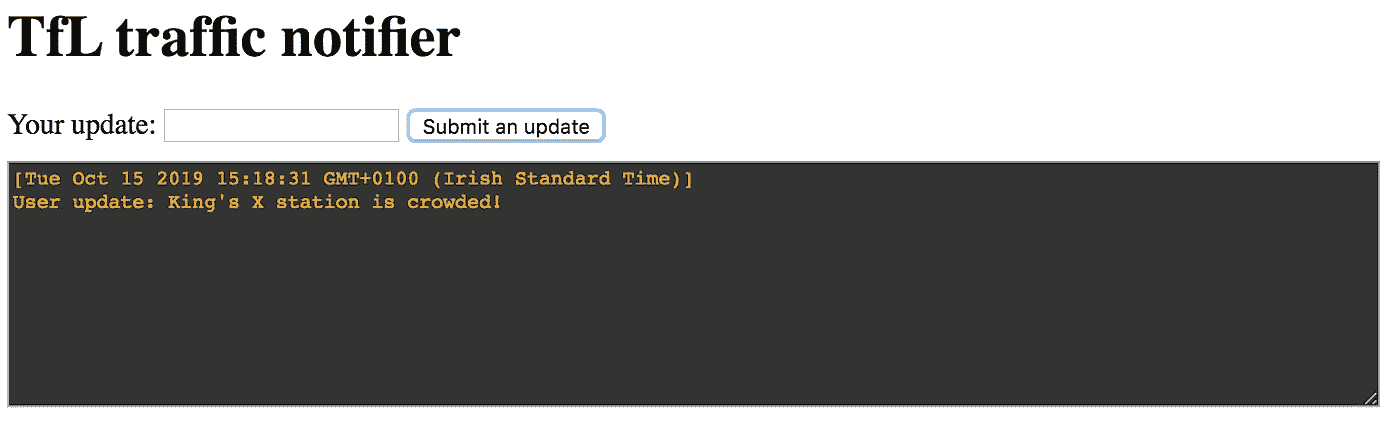 TfL traffic notifier
Your update: Submit an update
[Tue Oct 15 2019 15:18:31 GMT+0100 (Irish Standard Time)]
User update: King's X station is crowded!